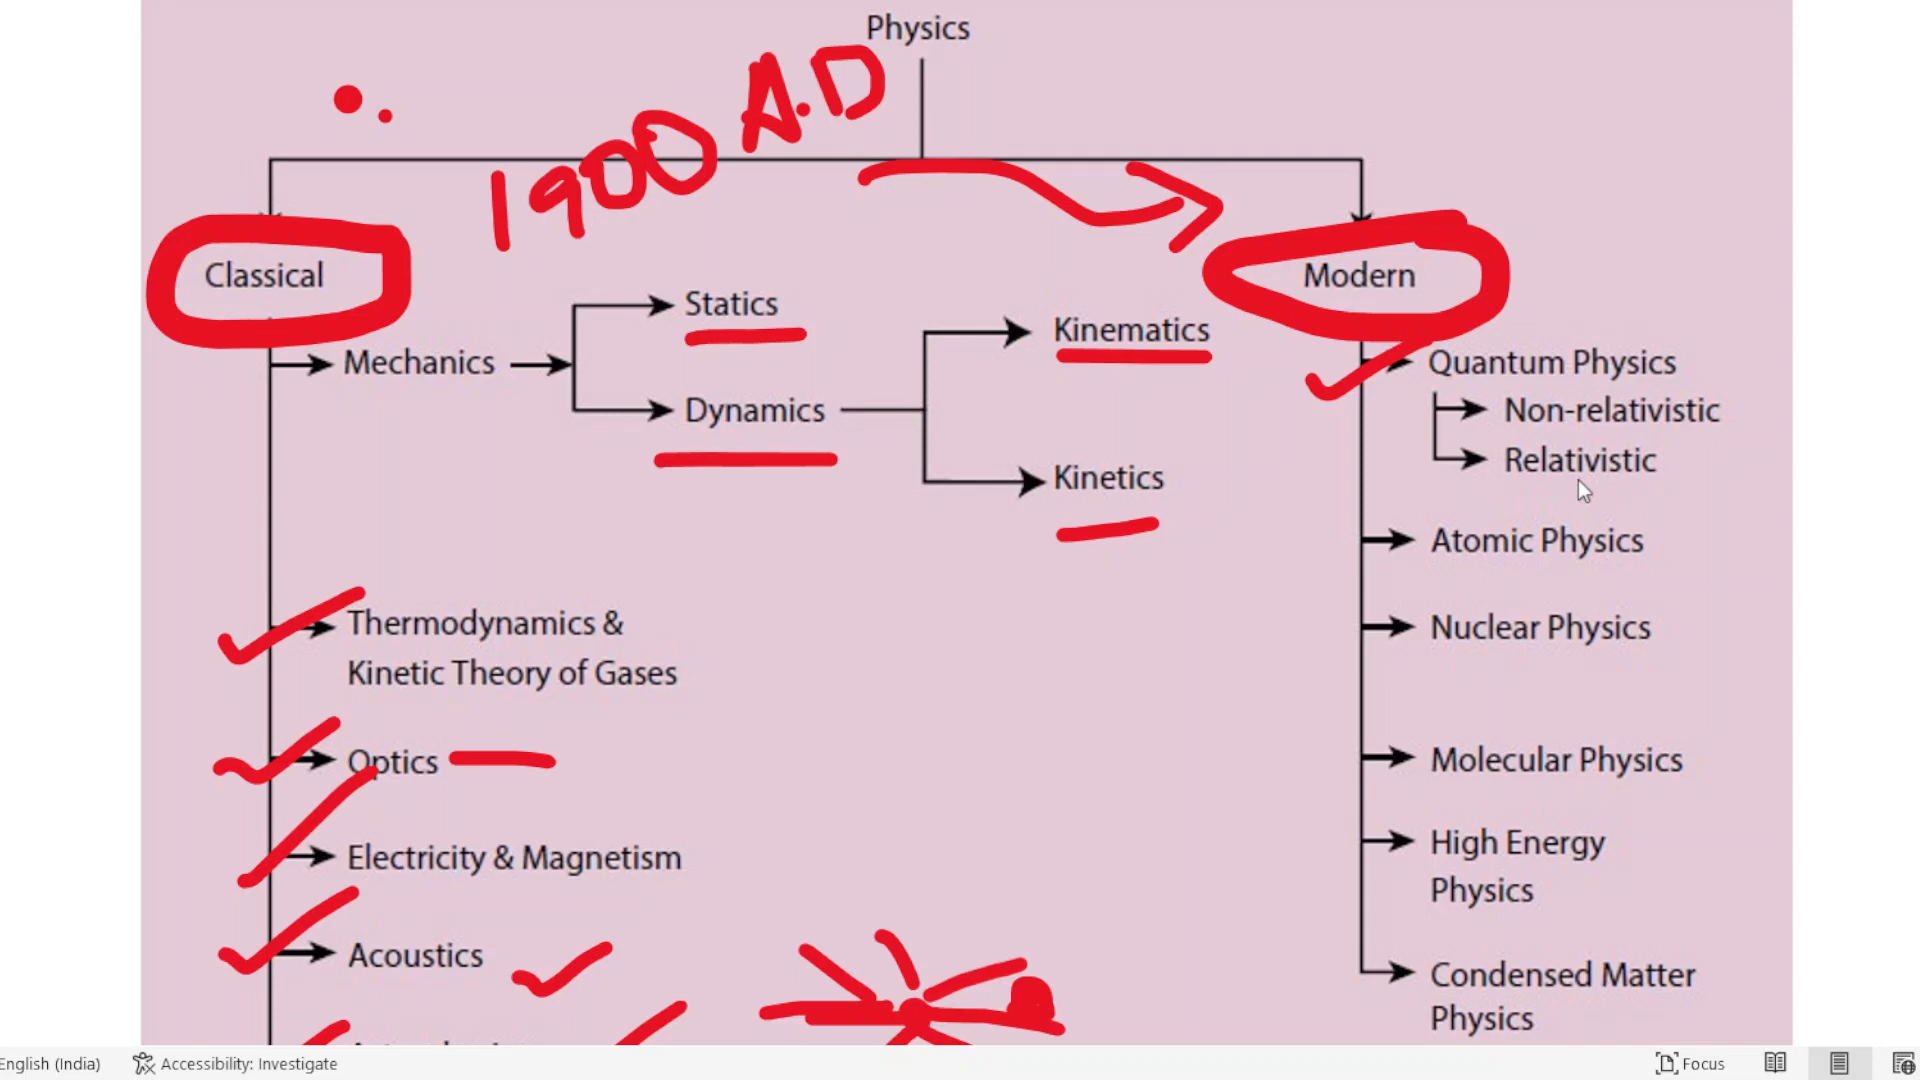 Physics
1900 A.D
Classical
Modern
Mechanics
Statics
Dynamics
Kinematics
Kinetics
Quantum Physics
Non-relativistic
Relativistic
Atomic Physics
Nuclear Physics
Molecular Physics
High Energy
Physics
Condensed Matter
Physics
Thermodynamics &
Kinetic Theory of Gases
Optics
Electricity & Magnetism
Acoustics
English (India)
Accessibility: Investigate
Focus